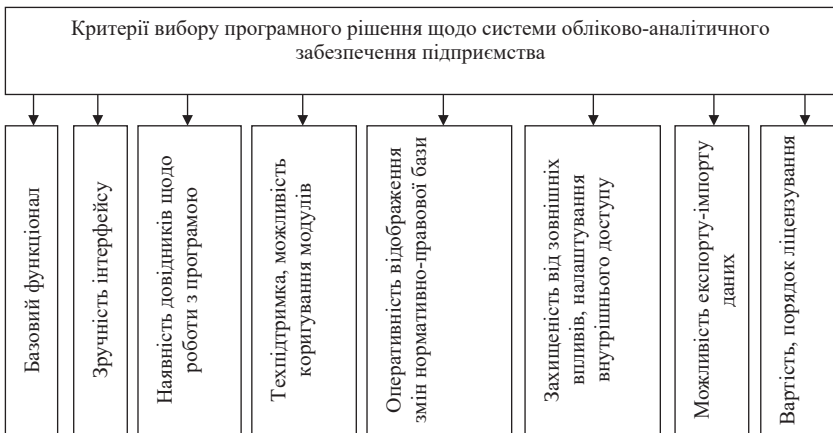 Критерії вибору програмного рішення щодо системи обліково-аналітичного
забезпечення підприємства
Базовий функціонал
Зручність інтерфейсу
Наявність довідників щодо
роботи з програмою
Техпідтримка, можливість
коригування модулів
Оперативність відображення
змін нормативно-правової бази
Захищеність від зовнішніх
впливів, налаштування
внутрішнього доступу
Можливість експорту-імпорту
даних
Вартість, порядок ліцензування